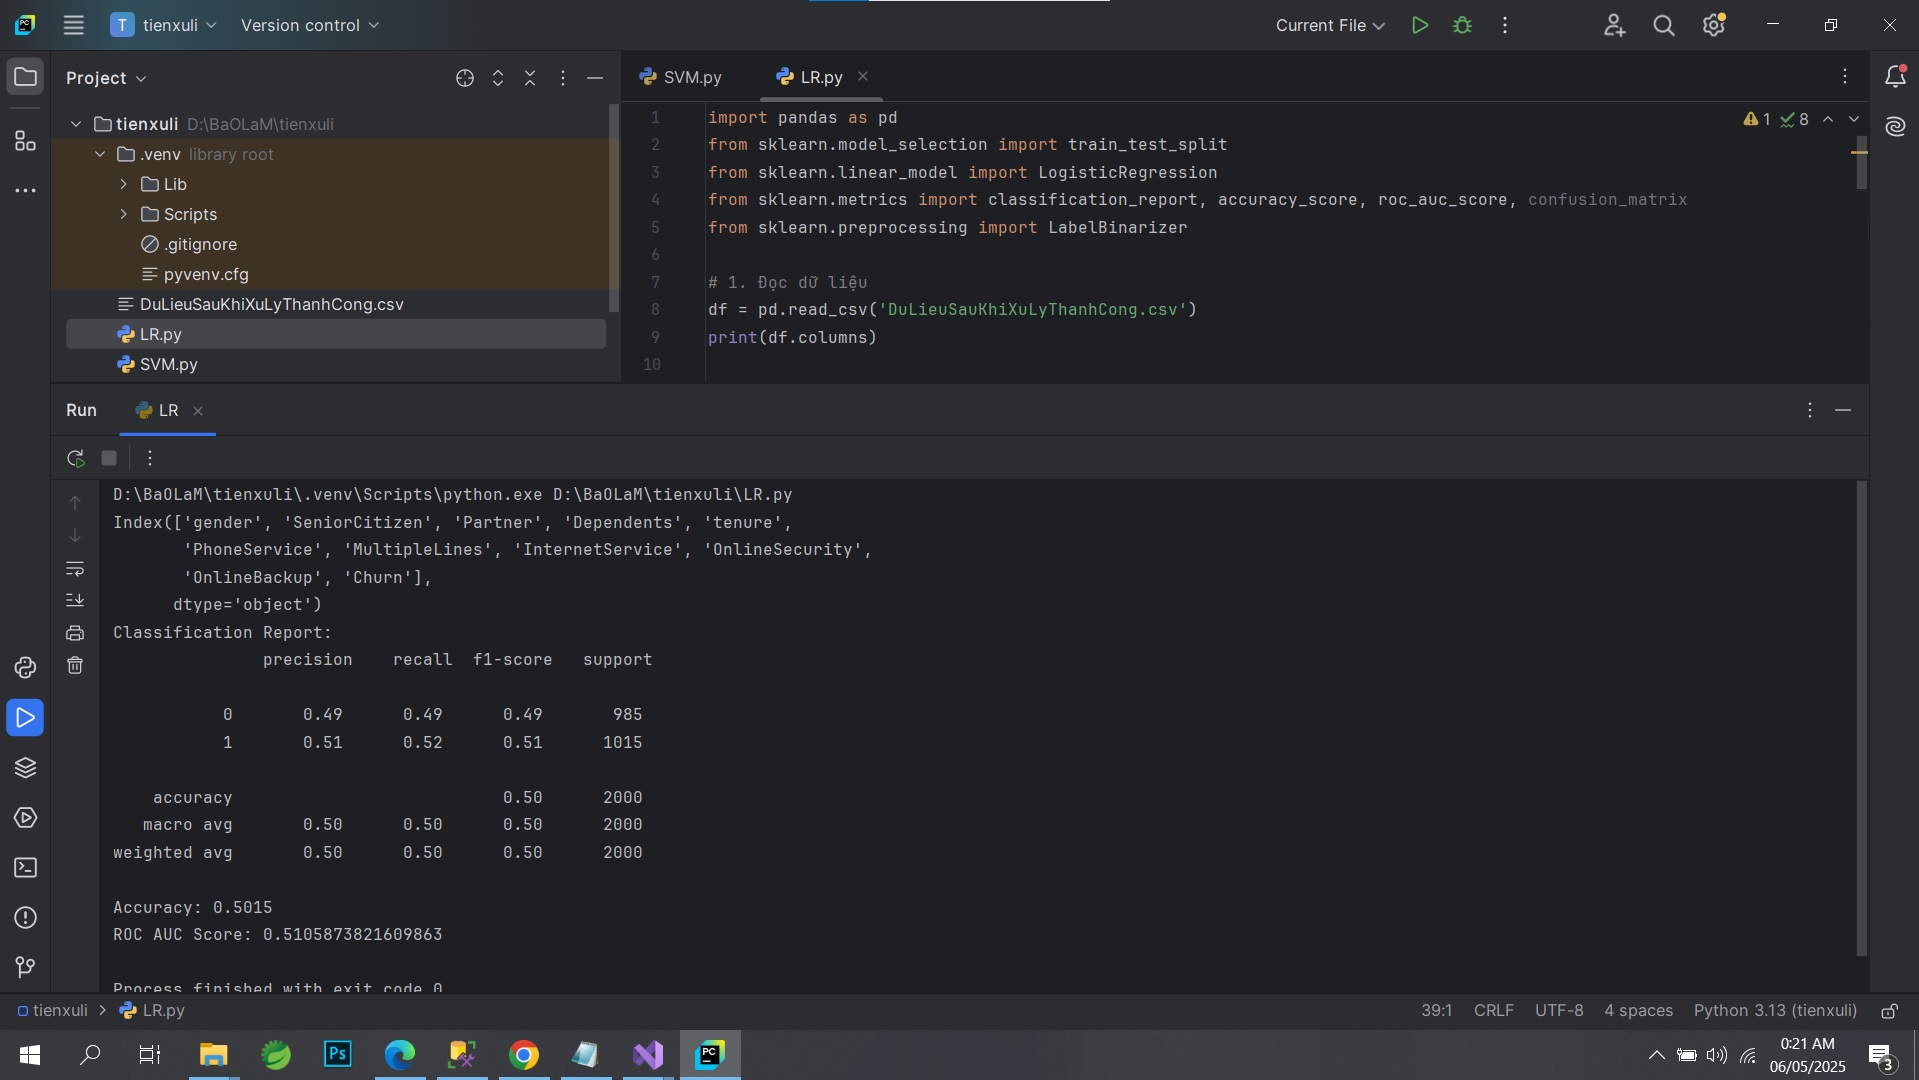 PC
T tienxuli Version control Current File
Project
tienxuli D:\BaOLaM\tienxuli
.venv library root
Lib
Scripts
.gitignore
pyvenv.cfg
DuLieuSauKhiXuLyThanhCong.csv
LR.py
SVM.py
SVM.py LR.py
1 import pandas as pd
2 from sklearn.model_selection import train_test_split
3 from sklearn.linear_model import LogisticRegression
4 from sklearn.metrics import classification_report, accuracy_score, roc_auc_score, confusion_matrix
5 from sklearn.preprocessing import LabelBinarizer
6
7 # 1. Đọc dữ liệu
8 df = pd.read_csv('DuLieuSauKhiXuLyThanhCong.csv')
9 print(df.columns)
10
1 8
Run LR
D:\BaOLaM\tienxuli\.venv\Scripts\python.exe D:\BaOLaM\tienxuli\LR.py
Index(['gender', 'SeniorCitizen', 'Partner', 'Dependents', 'tenure',
'PhoneService', 'MultipleLines', 'InternetService', 'OnlineSecurity',
'OnlineBackup', 'Churn'],
dtype='object')
Classification Report:
precision recall f1-score support
0 0.49 0.49 0.49 985
1 0.51 0.52 0.51 1015
accuracy 0.50 2000
macro avg 0.50 0.50 0.50 2000
weighted avg 0.50 0.50 0.50 2000
Accuracy: 0.5015
ROC AUC Score: 0.5105873821609863
Process finished with exit code 0
tienxuli LR.py 39:1 CRLF UTF-8 4 spaces Python 3.13 (tienxuli)
Ps PC 0:21 AM
06/05/2025 3